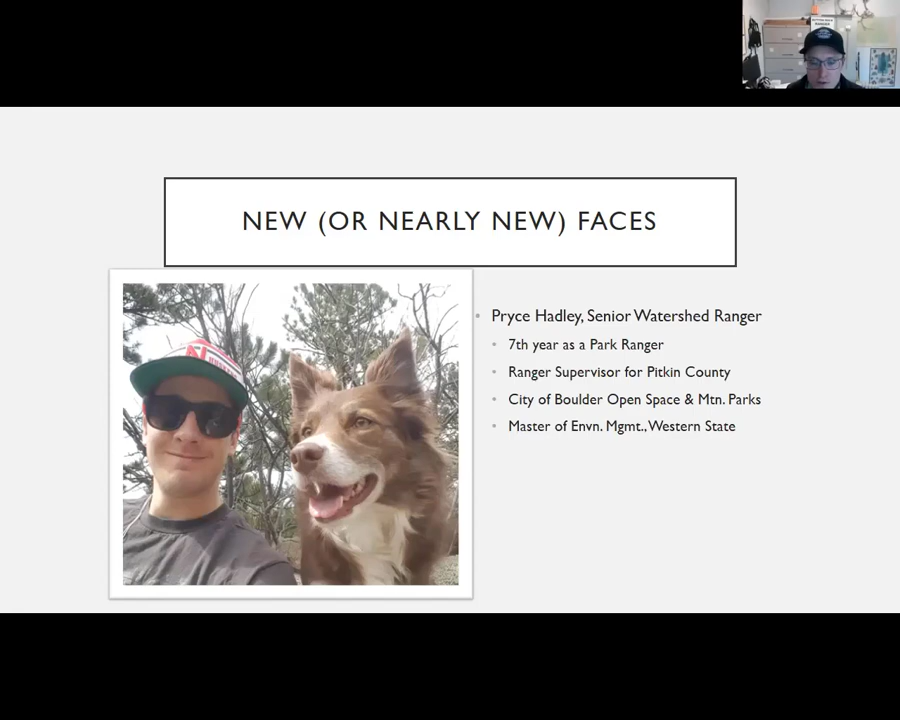 NEW (OR NEARLY NEW) FACES
Pryce Hadley, Senior Watershed Ranger
7th year as a Park Ranger
Ranger Supervisor for Pitkin County
City of Boulder Open Space & Mtn. Parks
Master of Envn. Mgmt., Western State